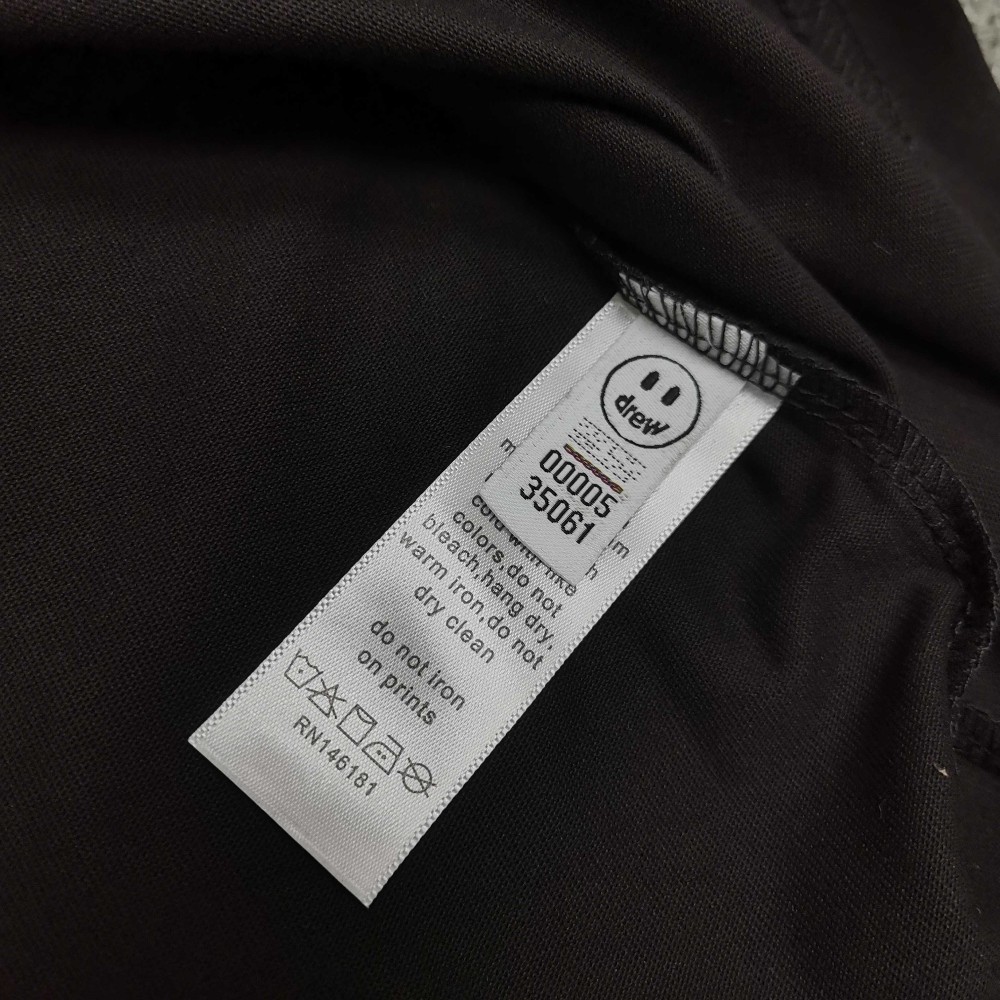 drew
00005
35061
m
m
h
colors,do not
bleach,hang dry,
warm iron,do not
dry clean
do not iron
on prints
RN146181